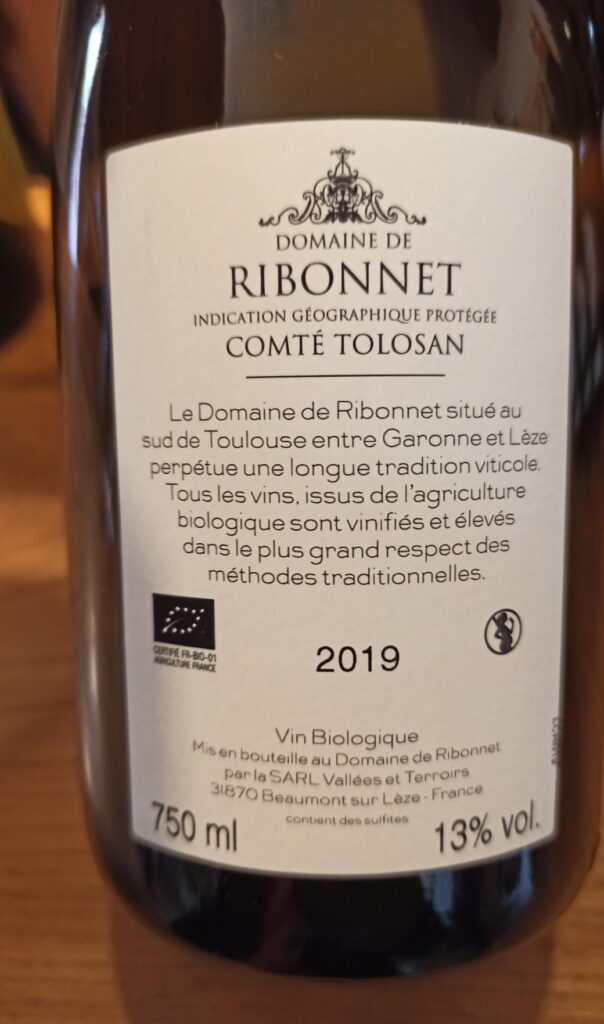 DOMAINE DE
RIBONNET
INDICATION GÉOGRAPHIQUE PROTÉGÉE
COMTÉ TOLOSAN
Le Domaine de Ribonnet situé au
sud de Toulouse entre Garonne et Lèze
perpétue une longue tradition viticole.
Tous les vins, issus de l'agriculture
biologique sont vinifiés et élevés
dans le plus grand respect des
méthodes traditionnelles.
CERTIFIÉ FR-BIO-01
AGRICULTURE FRANCE
2019
Vin Biologique
Mis en bouteille au Domaine de Ribonnet
par la SARL Vallées et Terroirs
31870 Beaumont sur Lèze - France
contient des sulfites
750 ml
13% vol.